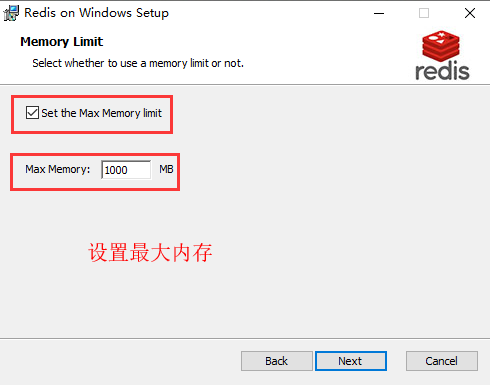 Redis on Windows Setup
Memory Limit
Select whether to use a memory limit or not.
redis
Set the Max Memory limit
Max Memory: 1000 MB
设置最大内存
Back Next Cancel